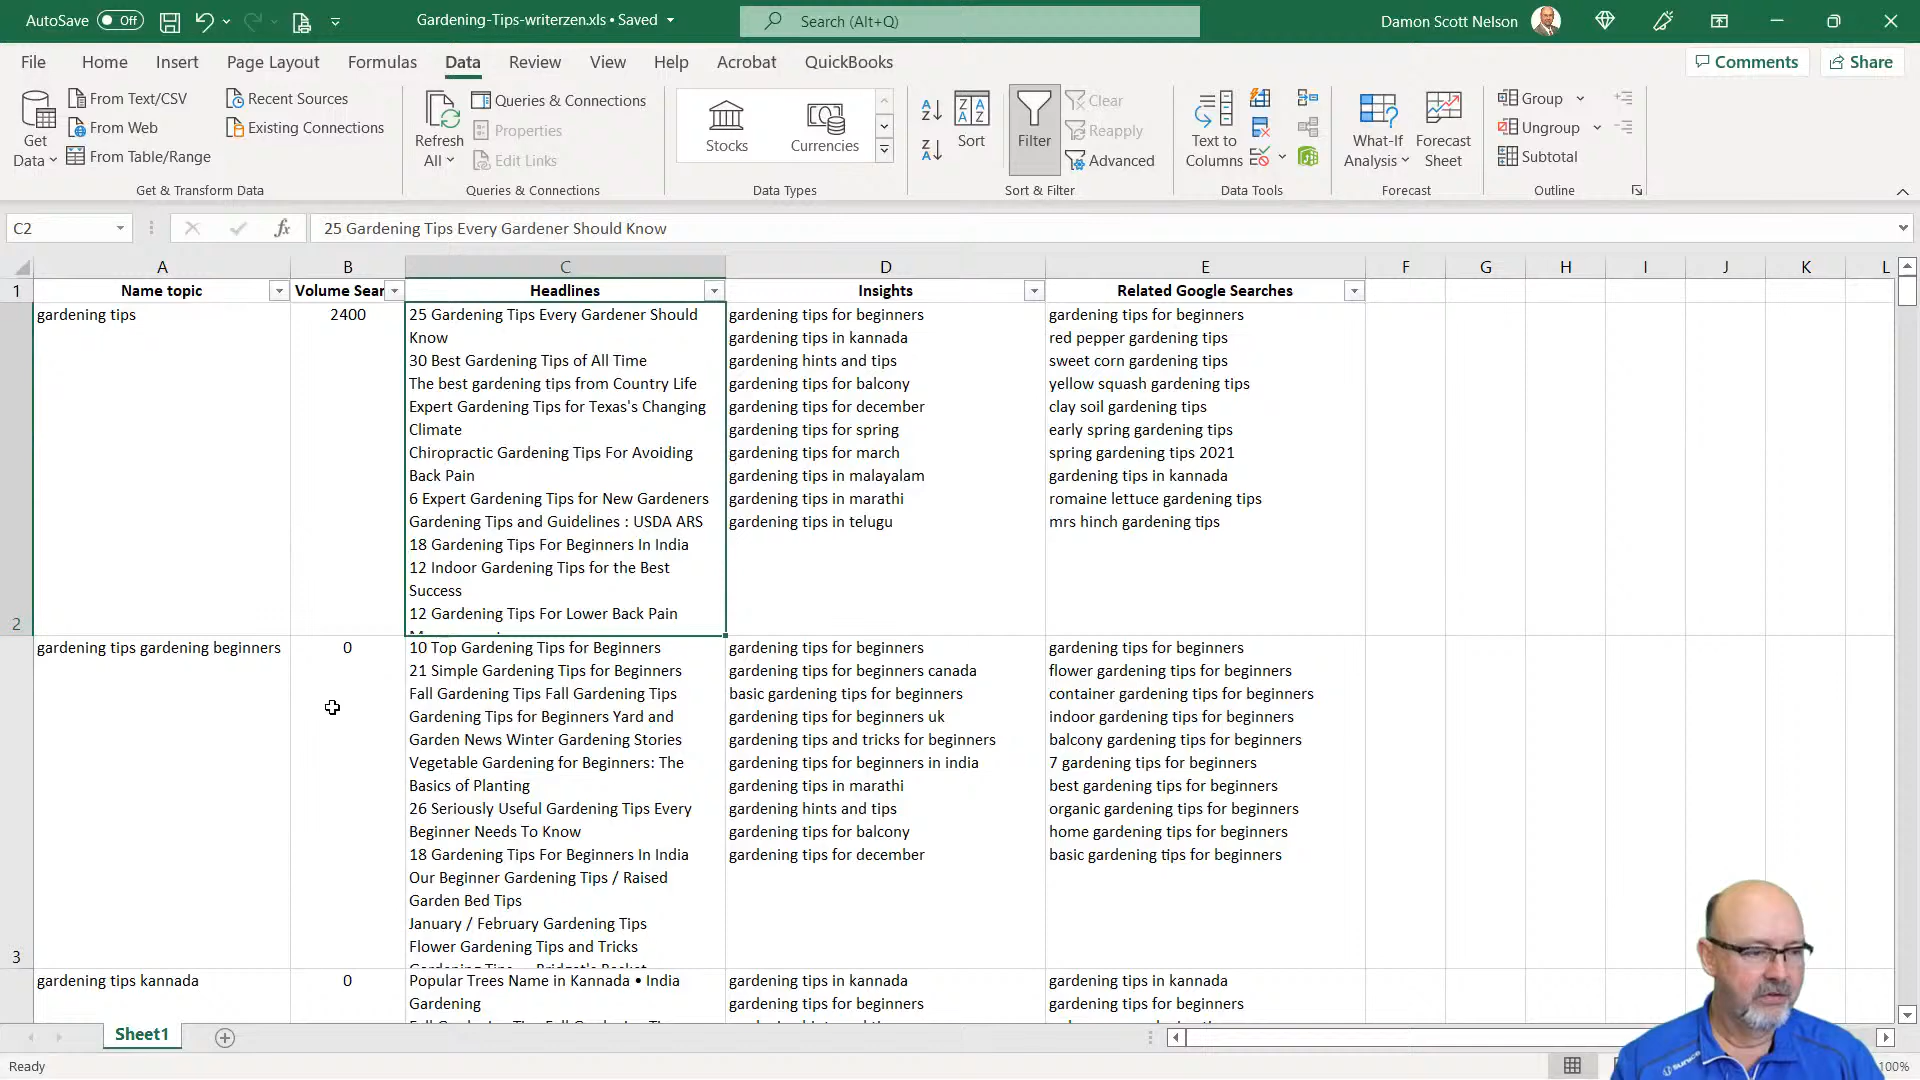 AutoSave Off
Gardening-Tips-writerzen.xls • Saved
Search (Alt+Q)
Damon Scott Nelson
File Home Insert Page Layout Formulas Data Review View Help Acrobat QuickBooks
Comments
Share
Get Data
From Text/CSV
From Web
From Table/Range
Recent Sources
Existing Connections
Get & Transform Data
Refresh All
Queries & Connections
Properties
Edit Links
Queries & Connections
Stocks
Currencies
Data Types
Sort
Filter
Clear
Reapply
Advanced
Sort & Filter
Text to Columns
Data Tools
What-If Analysis
Forecast Sheet
Forecast
Group
Ungroup
Subtotal
Outline
C2
fx
25 Gardening Tips Every Gardener Should Know
A B C D E F G H I J K L
1 Name topic Volume Sear Headlines Insights Related Google Searches
2
gardening tips
2400
25 Gardening Tips Every Gardener Should
Know
30 Best Gardening Tips of All Time
The best gardening tips from Country Life
Expert Gardening Tips for Texas's Changing
Climate
Chiropractic Gardening Tips For Avoiding
Back Pain
6 Expert Gardening Tips for New Gardeners
Gardening Tips and Guidelines : USDA ARS
18 Gardening Tips For Beginners In India
12 Indoor Gardening Tips for the Best
Success
12 Gardening Tips For Lower Back Pain
gardening tips for beginners
gardening tips in kannada
gardening hints and tips
gardening tips for balcony
gardening tips for december
gardening tips for spring
gardening tips for march
gardening tips in malayalam
gardening tips in marathi
gardening tips in telugu
gardening tips for beginners
red pepper gardening tips
sweet corn gardening tips
yellow squash gardening tips
clay soil gardening tips
early spring gardening tips
spring gardening tips 2021
gardening tips in kannada
romaine lettuce gardening tips
mrs hinch gardening tips
3
gardening tips gardening beginners
0
10 Top Gardening Tips for Beginners
21 Simple Gardening Tips for Beginners
Fall Gardening Tips Fall Gardening Tips
Gardening Tips for Beginners Yard and
Garden News Winter Gardening Stories
Vegetable Gardening for Beginners: The
Basics of Planting
26 Seriously Useful Gardening Tips Every
Beginner Needs To Know
18 Gardening Tips For Beginners In India
Our Beginner Gardening Tips / Raised
Garden Bed Tips
January / February Gardening Tips
Flower Gardening Tips and Tricks
gardening tips for beginners
gardening tips for beginners canada
basic gardening tips for beginners
gardening tips for beginners uk
gardening tips and tricks for beginners
gardening tips for beginners in india
gardening tips in marathi
gardening hints and tips
gardening tips for balcony
gardening tips for december
gardening tips for beginners
flower gardening tips for beginners
container gardening tips for beginners
indoor gardening tips for beginners
balcony gardening tips for beginners
7 gardening tips for beginners
best gardening tips for beginners
organic gardening tips for beginners
home gardening tips for beginners
basic gardening tips for beginners
gardening tips kannada
0
Popular Trees Name in Kannada • India
Gardening
gardening tips in kannada
gardening tips for beginners
gardening tips in kannada
gardening tips for beginners
Sheet1
Ready
100%